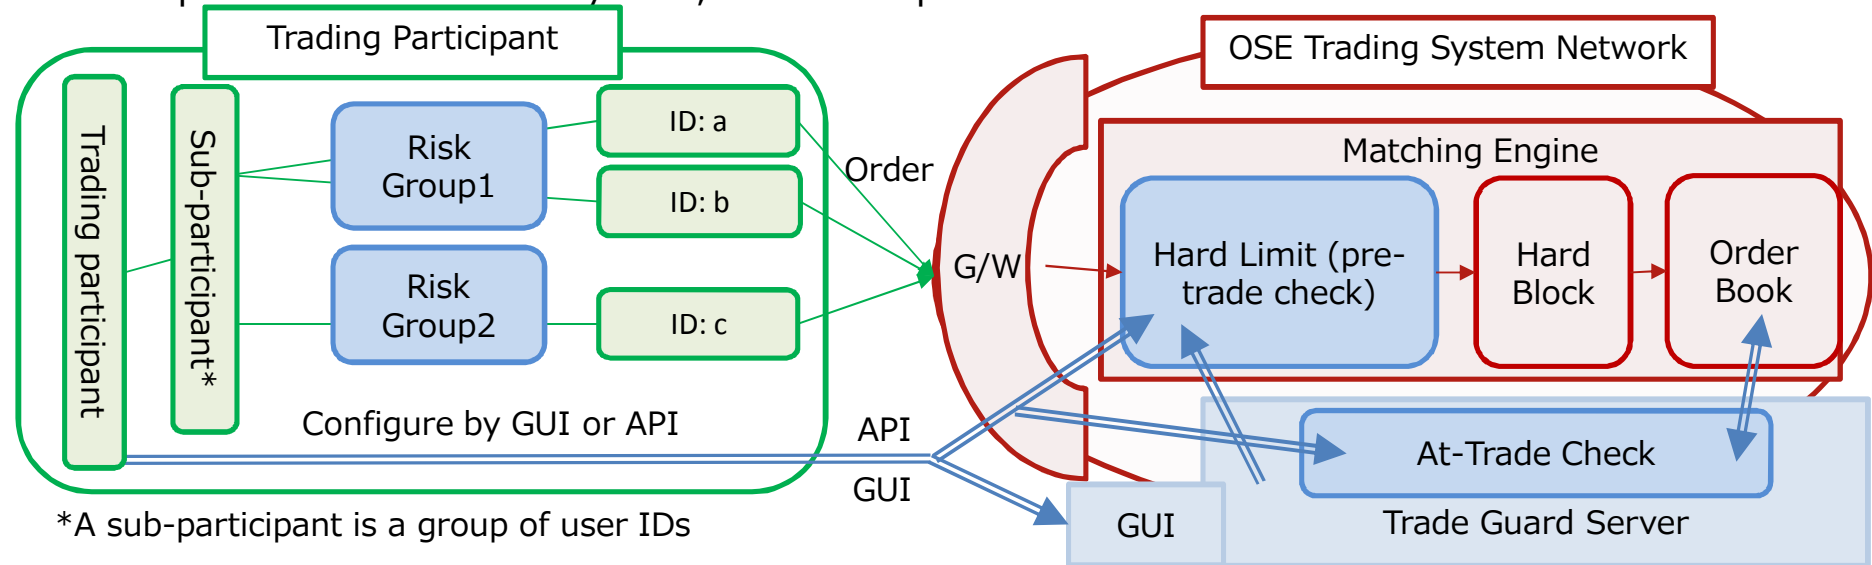 Trading Participant
OSE Trading System Network
Trading participant
Sub-participant*
Risk
Group1
Risk
Group2
ID: a
ID: b
ID: c
Order
G/W
Matching Engine
Hard Limit (pre-
trade check)
Hard
Block
Order
Book
Configure by GUI or API
API
GUI
At-Trade Check
GUI
Trade Guard Server
*A sub-participant is a group of user IDs